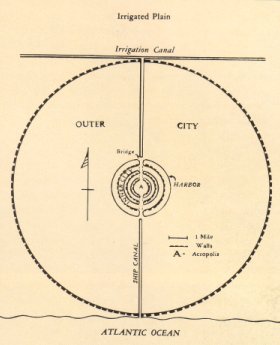 Irrigated Plain
Irrigation Canal
OUTER CITY
Bridge
A
HARBOR
1 Mile
Walls
A - Acropolis
SHIP CANAL
ATLANTIC OCEAN